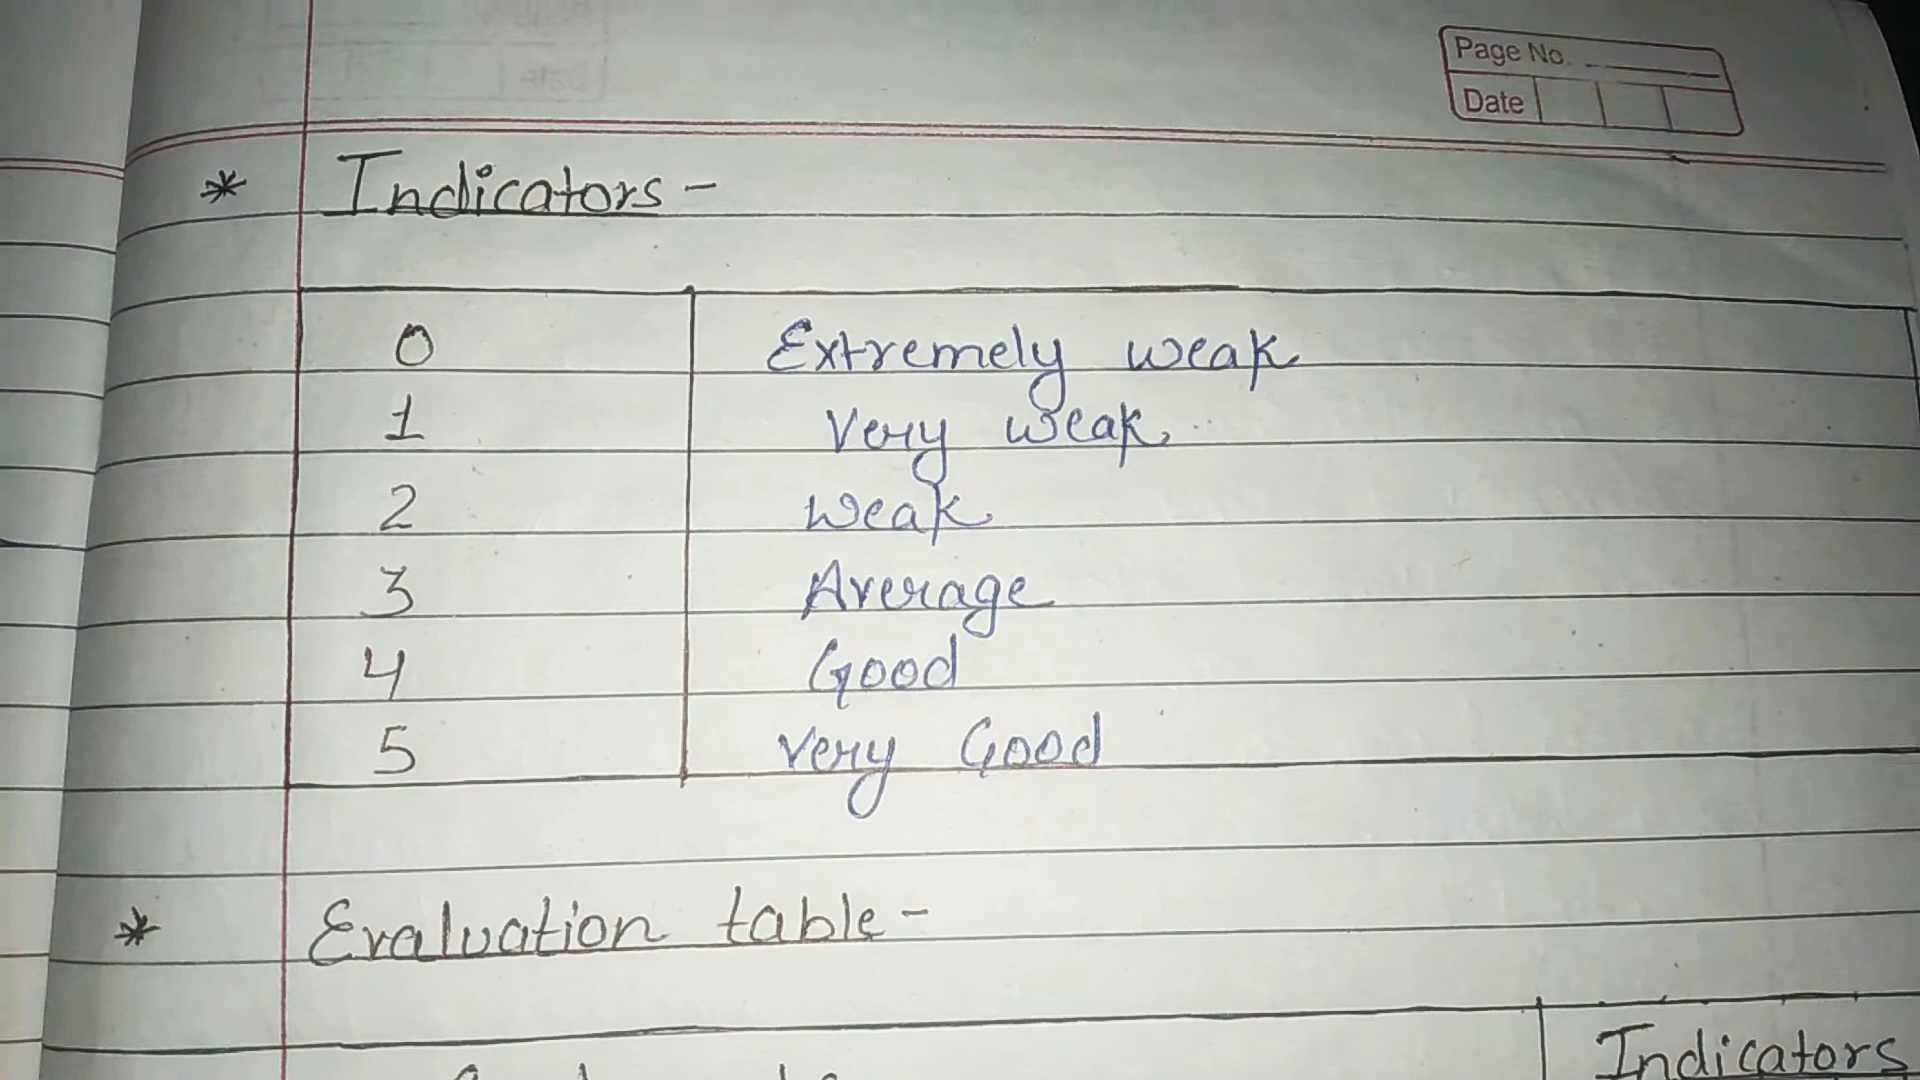 Page No.
Date
* Indicators -
0 Extremely weak
1 Very weak
2 Weak
3 Average
4 Good
5 Very Good
* Evaluation table -
Indicators